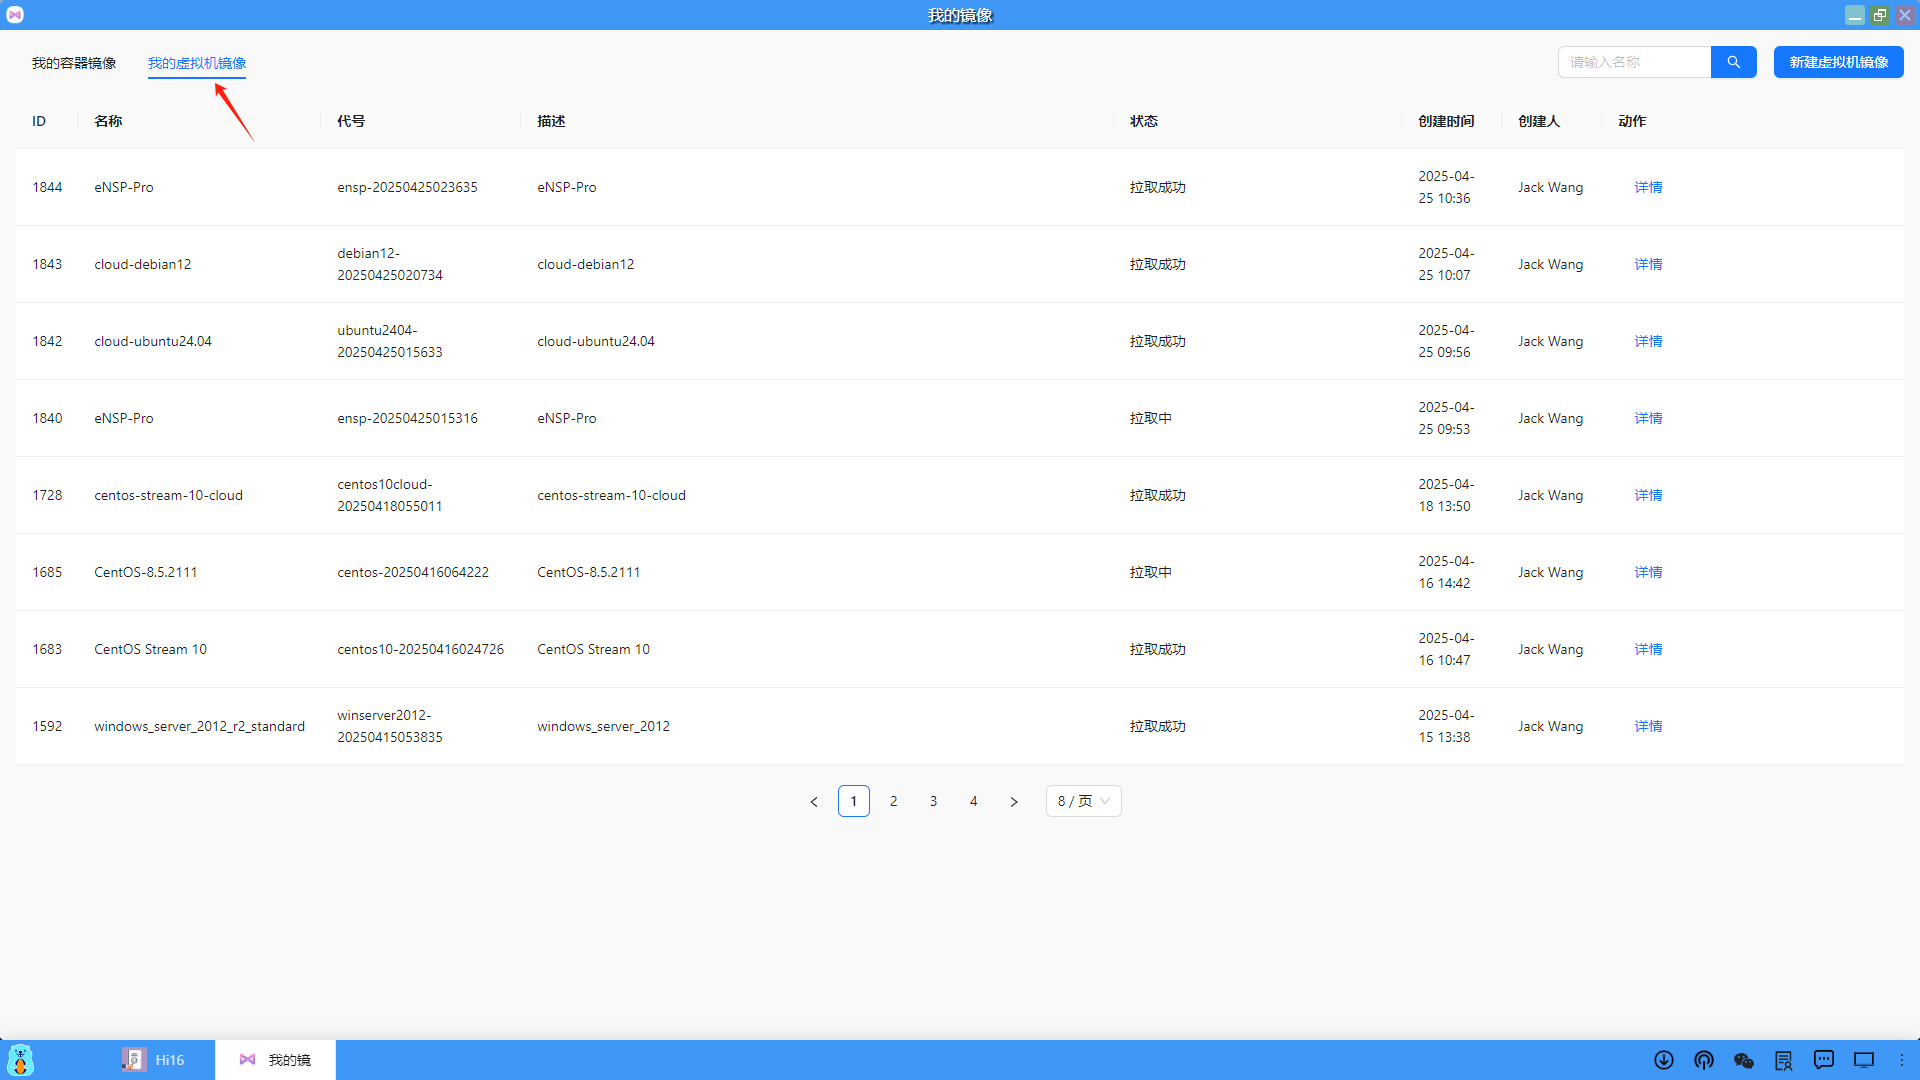 我的镜像
我的容器镜像 我的虚拟机镜像 请输入名称 新建虚拟机镜像
ID 名称 代号 描述 状态 创建时间 创建人 动作
1844 eNSP-Pro ensp-20250425023635 eNSP-Pro 拉取成功 2025-04-25 10:36 Jack Wang 详情
1843 cloud-debian12 debian12-20250425020734 cloud-debian12 拉取成功 2025-04-25 10:07 Jack Wang 详情
1842 cloud-ubuntu24.04 ubuntu2404-20250425015633 cloud-ubuntu24.04 拉取成功 2025-04-25 09:56 Jack Wang 详情
1840 eNSP-Pro ensp-20250425015316 eNSP-Pro 拉取中 2025-04-25 09:53 Jack Wang 详情
1728 centos-stream-10-cloud centos10cloud-20250418055011 centos-stream-10-cloud 拉取成功 2025-04-18 13:50 Jack Wang 详情
1685 CentOS-8.5.2111 centos-20250416064222 CentOS-8.5.2111 拉取中 2025-04-16 14:42 Jack Wang 详情
1683 CentOS Stream 10 centos10-20250416024726 CentOS Stream 10 拉取成功 2025-04-16 10:47 Jack Wang 详情
1592 windows_server_2012_r2_standard winserver2012-20250415053835 windows_server_2012 拉取成功 2025-04-15 13:38 Jack Wang 详情
1 2 3 4 8 / 页
Hi16 我的镜